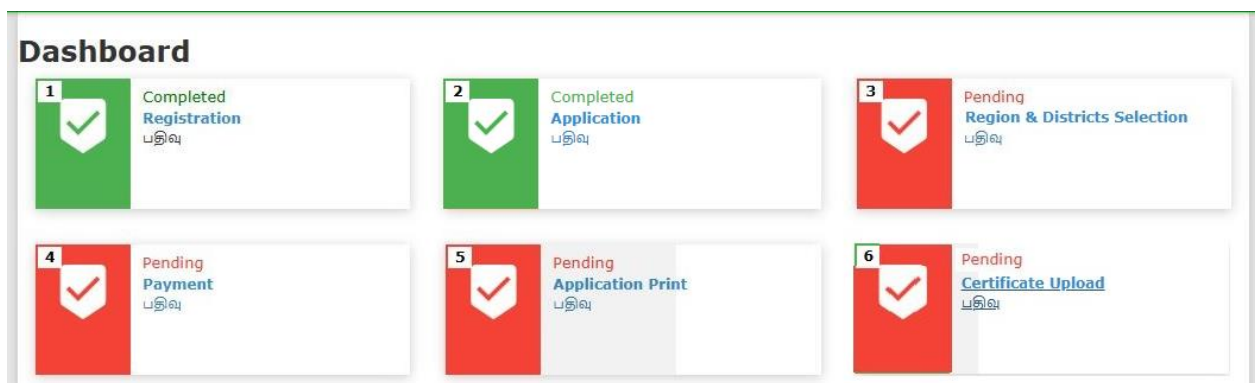 Dashboard
1
Completed
Registration
பதிவு
2
Completed
Application
பதிவு
3
Pending
Region & Districts Selection
பதிவு
4
Pending
Payment
பதிவு
5
Pending
Application Print
பதிவு
6
Pending
Certificate Upload
பதிவு